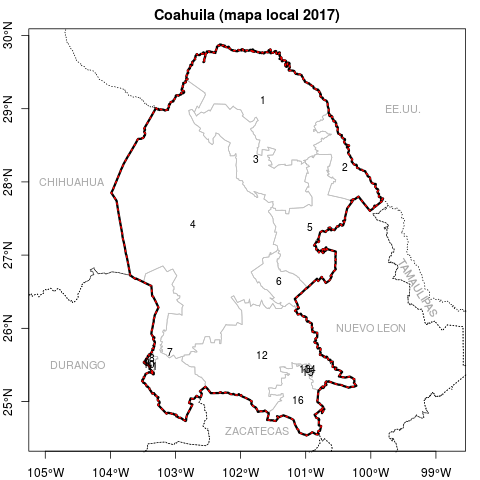 Coahuila (mapa local 2017)
30°N
29°N
28°N
27°N
26°N
25°N
1
EE.UU.
3
2
CHIHUAHUA
4
5
6
TAMAULIPAS
NUEVO LEON
7
12
DURANGO
16
ZACATECAS
105°W
104°W
103°W
102°W
101°W
100°W
99°W